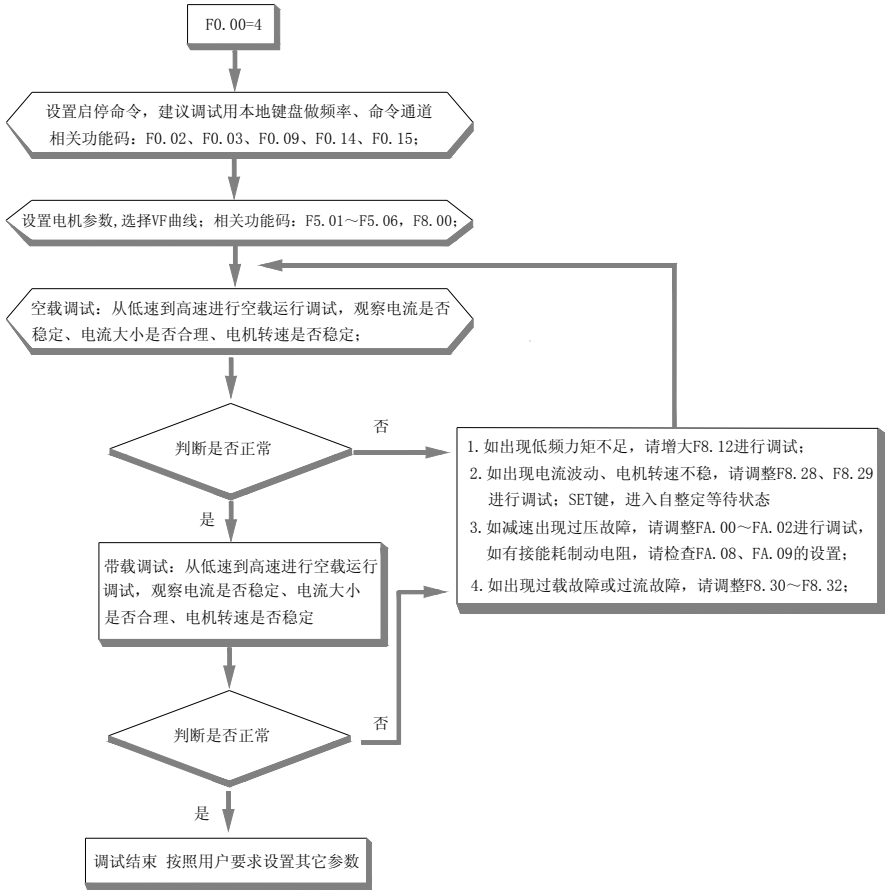 F0.00=4
设置启停命令，建议调试用本地键盘做频率、命令通道
相关功能码：F0.02、F0.03、F0.09、F0.14、F0.15；
设置电机参数,选择VF曲线；相关功能码：F5.01～F5.06，F8.00；
空载调试：从低速到高速进行空载运行调试，观察电流是否
稳定、电流大小是否合理、电机转速是否稳定；
判断是否正常
否
是
1.如出现低频力矩不足，请增大F8.12进行调试；
2.如出现电流波动、电机转速不稳，请调整F8.28、F8.29
进行调试；SET键，进入自整定等待状态
3.如减速出现过压故障，请调整FA.00～FA.02进行调试，
如有接能耗制动电阻，请检查FA.08、FA.09的设置；
4.如出现过载故障或过流故障，请调整F8.30～F8.32；
带载调试：从低速到高速进行空载运行
调试，观察电流是否稳定、电流大小
是否合理、电机转速是否稳定
判断是否正常
否
是
调试结束 按照用户要求设置其它参数